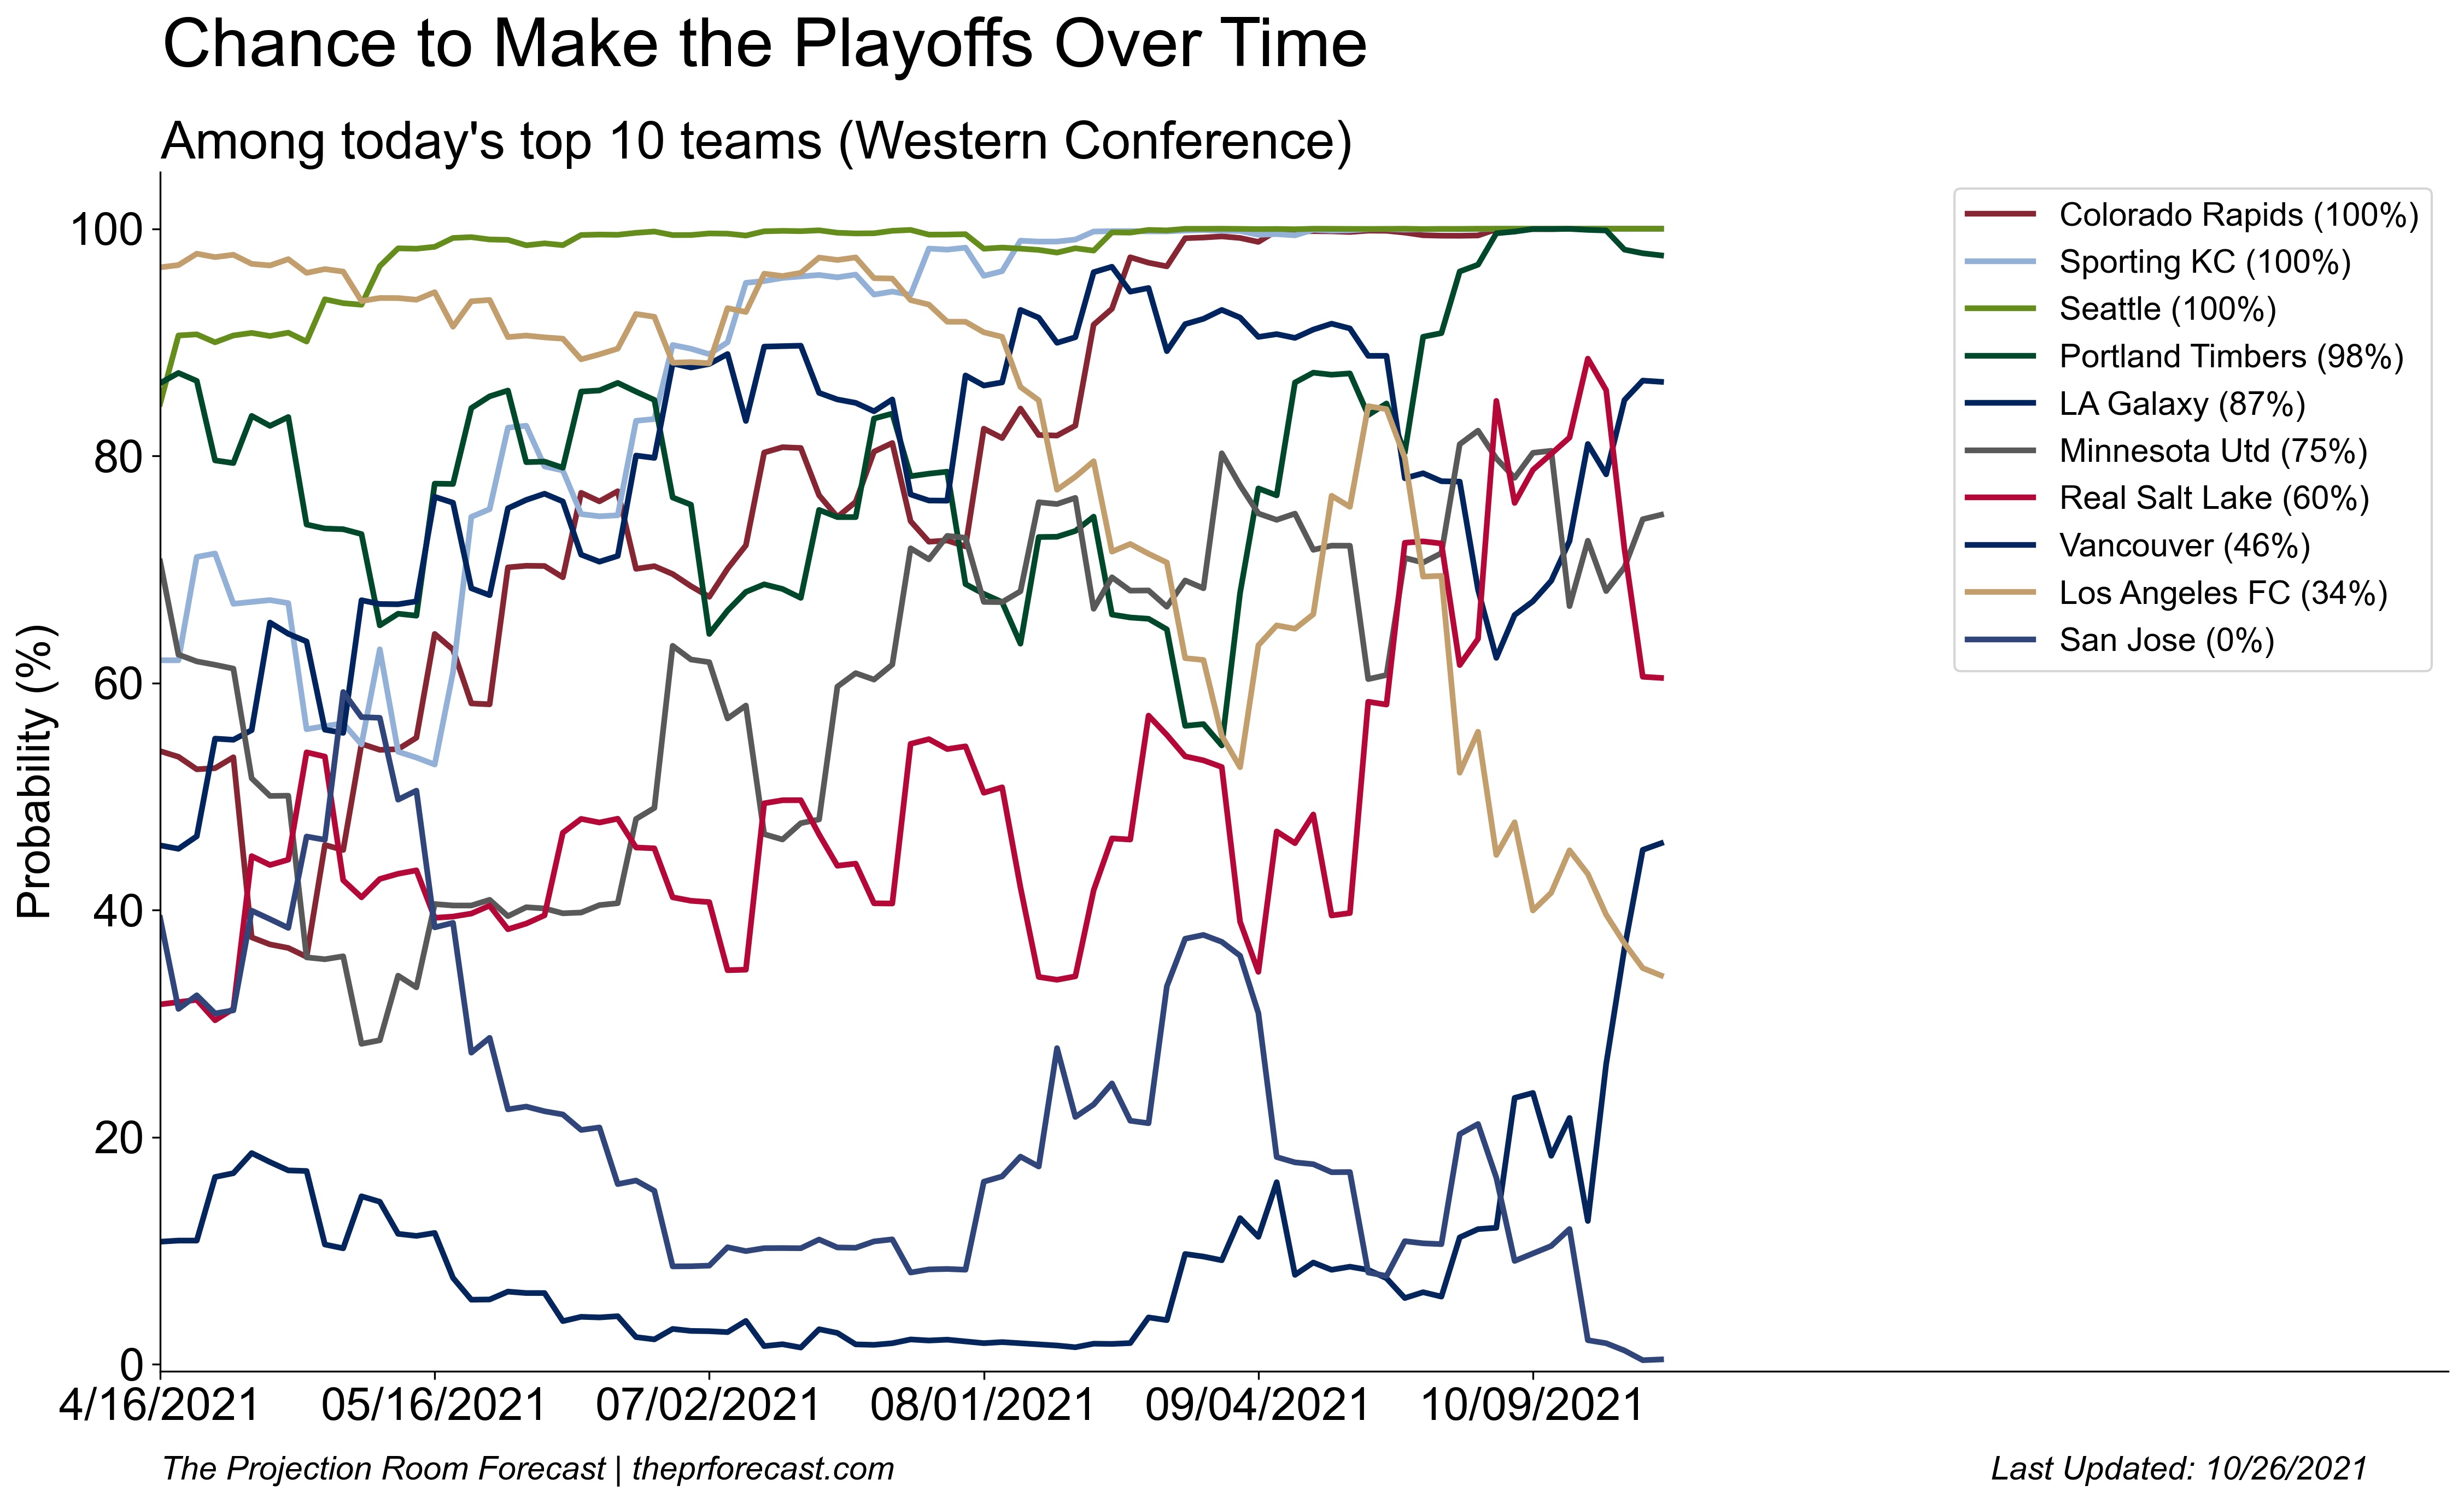 Chance to Make the Playoffs Over Time
Among today's top 10 teams (Western Conference)
Probability (%)
100
80
60
40
20
0
4/16/2021 05/16/2021 07/02/2021 08/01/2021 09/04/2021 10/09/2021
Colorado Rapids (100%)
Sporting KC (100%)
Seattle (100%)
Portland Timbers (98%)
LA Galaxy (87%)
Minnesota Utd (75%)
Real Salt Lake (60%)
Vancouver (46%)
Los Angeles FC (34%)
San Jose (0%)
The Projection Room Forecast | theprforecast.com
Last Updated: 10/26/2021